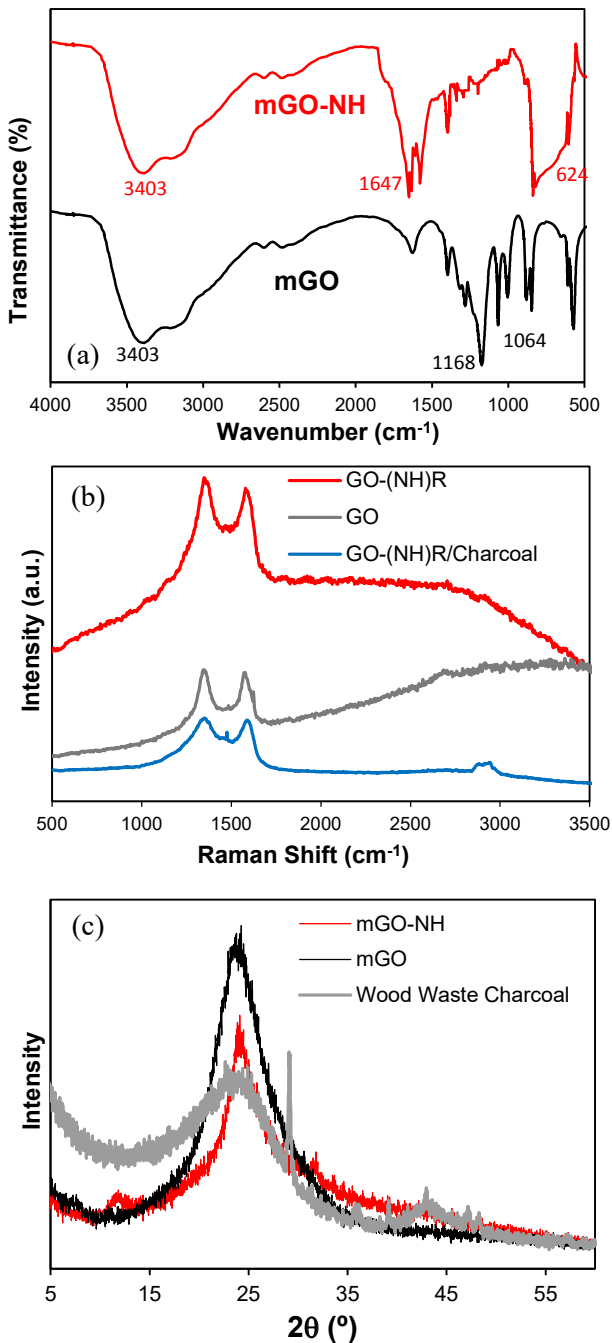 mGO-NH
3403
1647
624
mGO
3403
1168
1064
(a)
Transmittance (%)
4000 3500 3000 2500 2000 1500 1000 500
Wavenumber (cm-1)
(b)
GO-(NH)R
GO
GO-(NH)R/Charcoal
Intensity (a.u.)
500 1000 1500 2000 2500 3000 3500
Raman Shift (cm-1)
(c)
mGO-NH
mGO
Wood Waste Charcoal
Intensity
5 15 25 35 45 55
2θ (º)